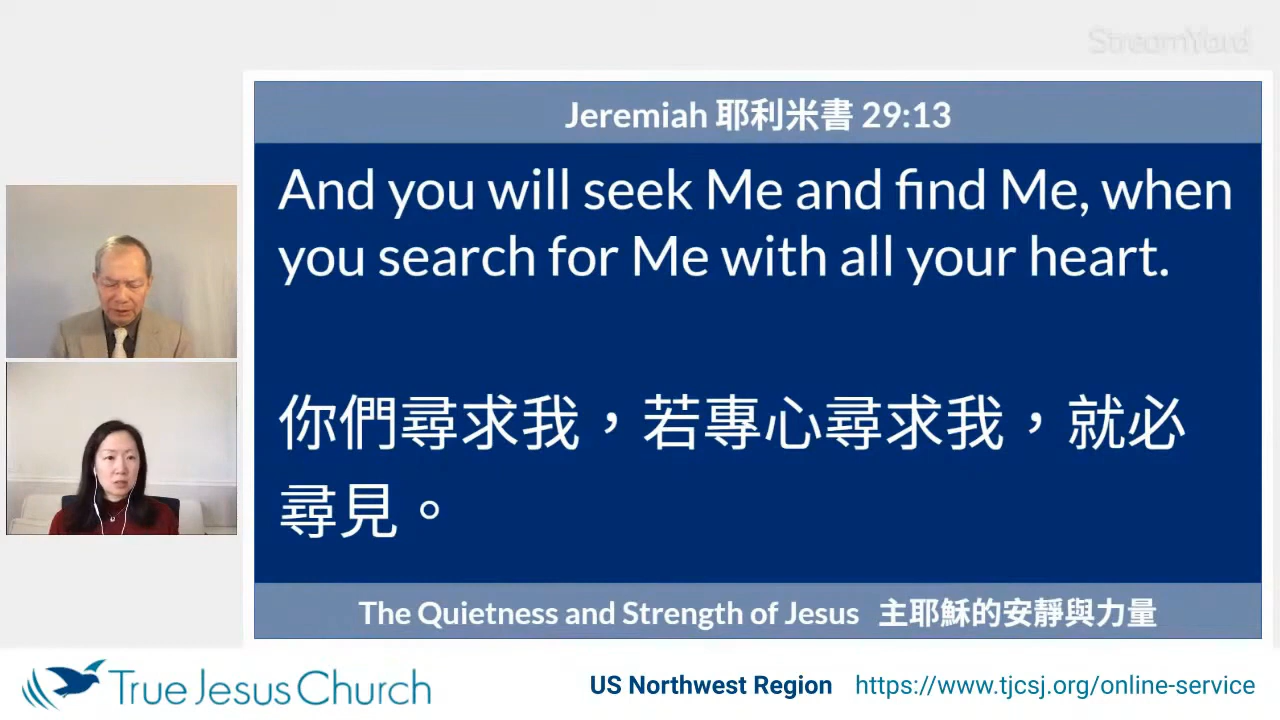 StreamYard
Jeremiah 耶利米書 29:13
And you will seek Me and find Me, when
you search for Me with all your heart.
你們尋求我，若專心尋求我，就必
尋見。
The Quietness and Strength of Jesus 主耶穌的安靜與力量
True Jesus Church
US Northwest Region https://www.tjcsj.org/online-service